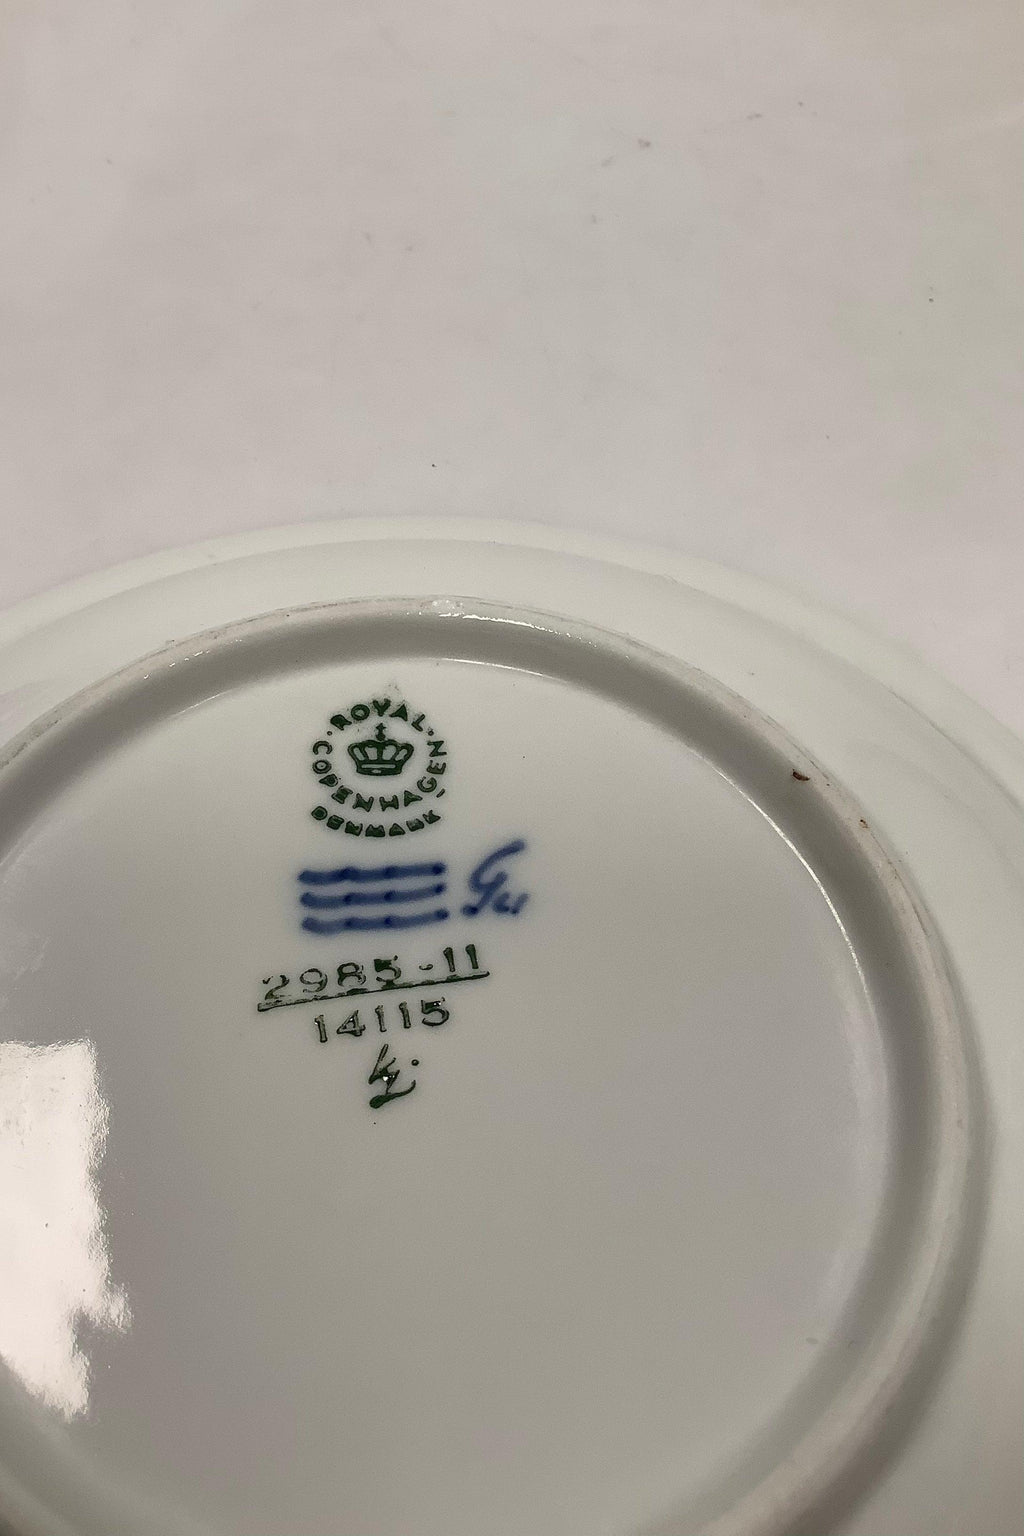 ROYAL
COPENHAGEN
DENMARK
2985-11
14115